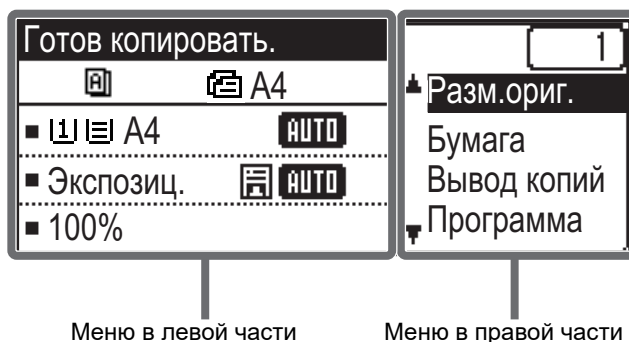 Готов копировать.
A A4
1 A4 AUTO
Экспозиц. AUTO
100%
1
Разм.ориг.
Бумага
Вывод копий
Программа
Меню в левой части
Меню в правой части